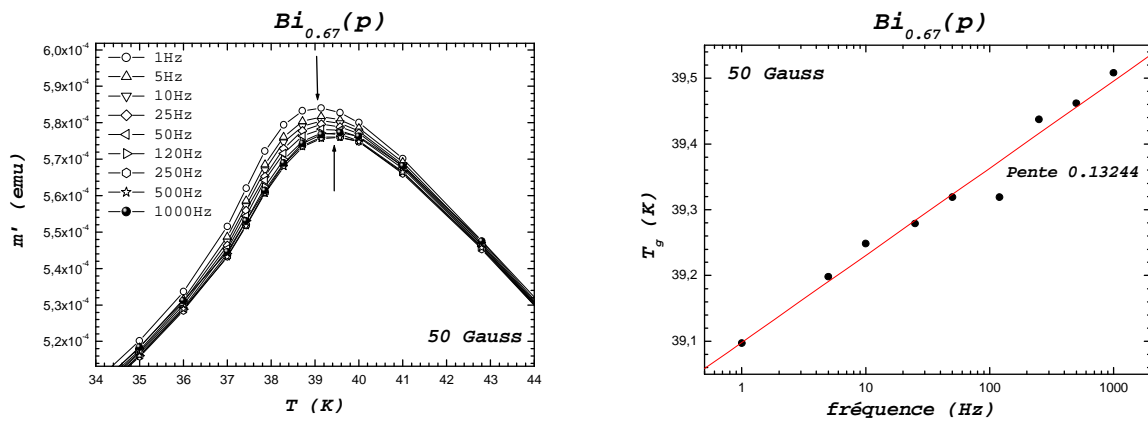 Bi0.67(p)
6,0x10-4
5,9x10-4
5,8x10-4
5,7x10-4
5,6x10-4
5,5x10-4
5,4x10-4
5,3x10-4
5,2x10-4
m' (emu)
1Hz
5Hz
10Hz
25Hz
50Hz
120Hz
250Hz
500Hz
1000Hz
50 Gauss
34 35 36 37 38 39 40 41 42 43 44
T (K)
Bi0.67(p)
50 Gauss
39,5
39,4
39,3
39,2
39,1
Tg (K)
Pente 0.13244
1 10 100 1000
fréquence (Hz)